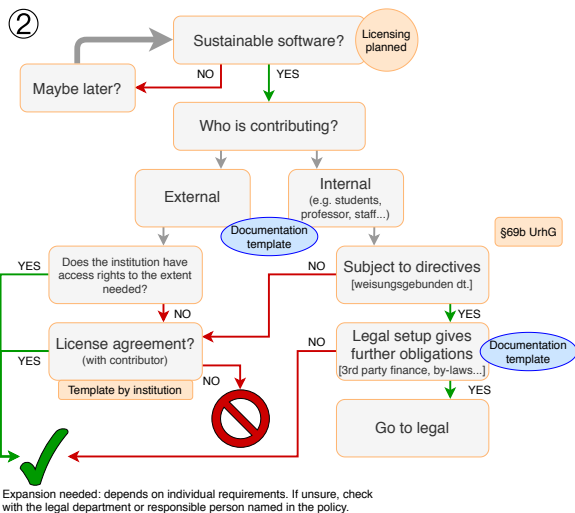 ②
Sustainable software?
Licensing
planned
NO
YES
Maybe later?
Who is contributing?
External
Internal
(e.g. students,
professor, staff...)
Documentation
template
§69b UrhG
YES
Does the institution have
access rights to the extent
needed?
NO
Subject to directives
[weisungsgebunden dt.]
NO
YES
YES
License agreement?
(with contributor)
NO
Template by institution
NO
Legal setup gives
further obligations
[3rd party finance, by-laws...]
Documentation
template
YES
Go to legal
Expansion needed: depends on individual requirements. If unsure, check
with the legal department or responsible person named in the policy.